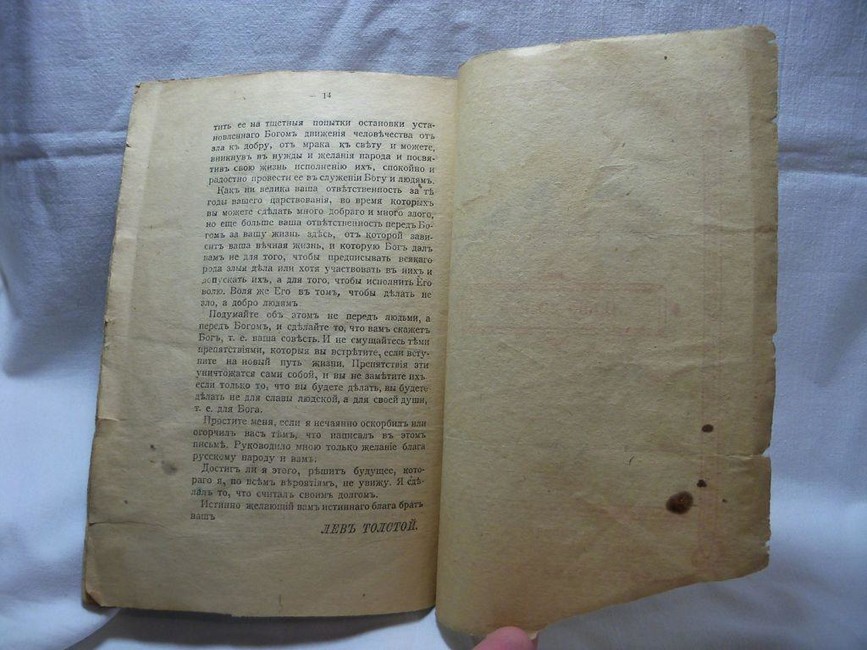 — 14
тить ее на тщетныя попытки остановки уста-
новленнаго Богомъ движенія человѣчества отъ
зла къ добру, отъ мрака къ свѣту и можете,
вникнувъ въ нужды и желанія народа и посвя-
тивъ свою жизнь исполненію ихъ, спокойно и
радостно провести ее въ служеніи Богу и людямъ.
Какъ ни велика ваша отвѣтственность за тѣ
годы вашего царствованія, во время которыхъ
вы можете сдѣлать много добраго и много злого,
но еще больше ваша отвѣтственность передъ Бо-
гомъ за вашу жизнь здѣсь, отъ которой зави-
ситъ ваша вѣчная жизнь, и которую Богъ далъ
вамъ не для того, чтобы предписывать всякаго
рода злыя дѣла или хотя участвовать въ нихъ и
допускать ихъ, а для того, чтобы исполнить Его
волю. Воля же Его въ томъ, чтобы дѣлать не
зло, а добро людямъ.
Подумайте объ этомъ не передъ людьми, а
передъ Богомъ, и сдѣлайте то, что вамъ скажетъ
Богъ, т. е. ваша совѣсть. И не смущайтесь тѣми
препятствіями, которыя вы встрѣтите, если всту-
пите на новый путь жизни. Препятствія эти
уничтожатся сами собой, и вы не замѣтите ихъ
если только то, что вы будете дѣлать, вы будете
дѣлать не для славы людской, а для своей души,
т. е. для Бога.
Простите меня, если я нечаянно оскорбилъ или
огорчилъ васъ тѣмъ, что написалъ въ этомъ
письмѣ. Руководило мною только желаніе блага
русскому народу и вамъ.
Достигъ ли я этого, рѣшитъ будущее, кото-
раго я, по всѣмъ вѣроятіямъ, не увижу. Я сдѣ-
лалъ то, что считалъ своимъ долгомъ.
Истинно желающій вамъ истиннаго блага братъ
вашъ
ЛЕВЪ ТОЛСТОЙ.